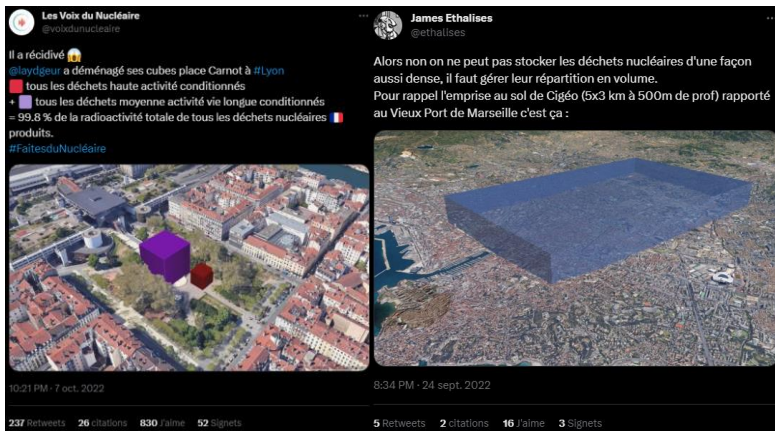 Les Voix du Nucléaire
@voixdunucleaire
Il a récidivé 😱
@laydgeur a déménagé ses cubes place Carnot à #Lyon
🟥 tous les déchets haute activité conditionnés
+ 🟪 tous les déchets moyenne activité vie longue conditionnés
= 99.8 % de la radioactivité totale de tous les déchets nucléaires 🇫🇷
produits.
#FaitesduNucléaire
10:21 PM · 7 oct. 2022
237 Retweets 26 citations 830 J'aime 52 Signets
James Ethalises
@ethalises
Alors non on ne peut pas stocker les déchets nucléaires d'une façon
aussi dense, il faut gérer leur répartition en volume.
Pour rappel l'emprise au sol de Cigéo (5x3 km à 500m de prof) rapporté
au Vieux Port de Marseille c'est ça :
8:34 PM · 24 sept. 2022
5 Retweets 2 citations 16 J'aime 3 Signets